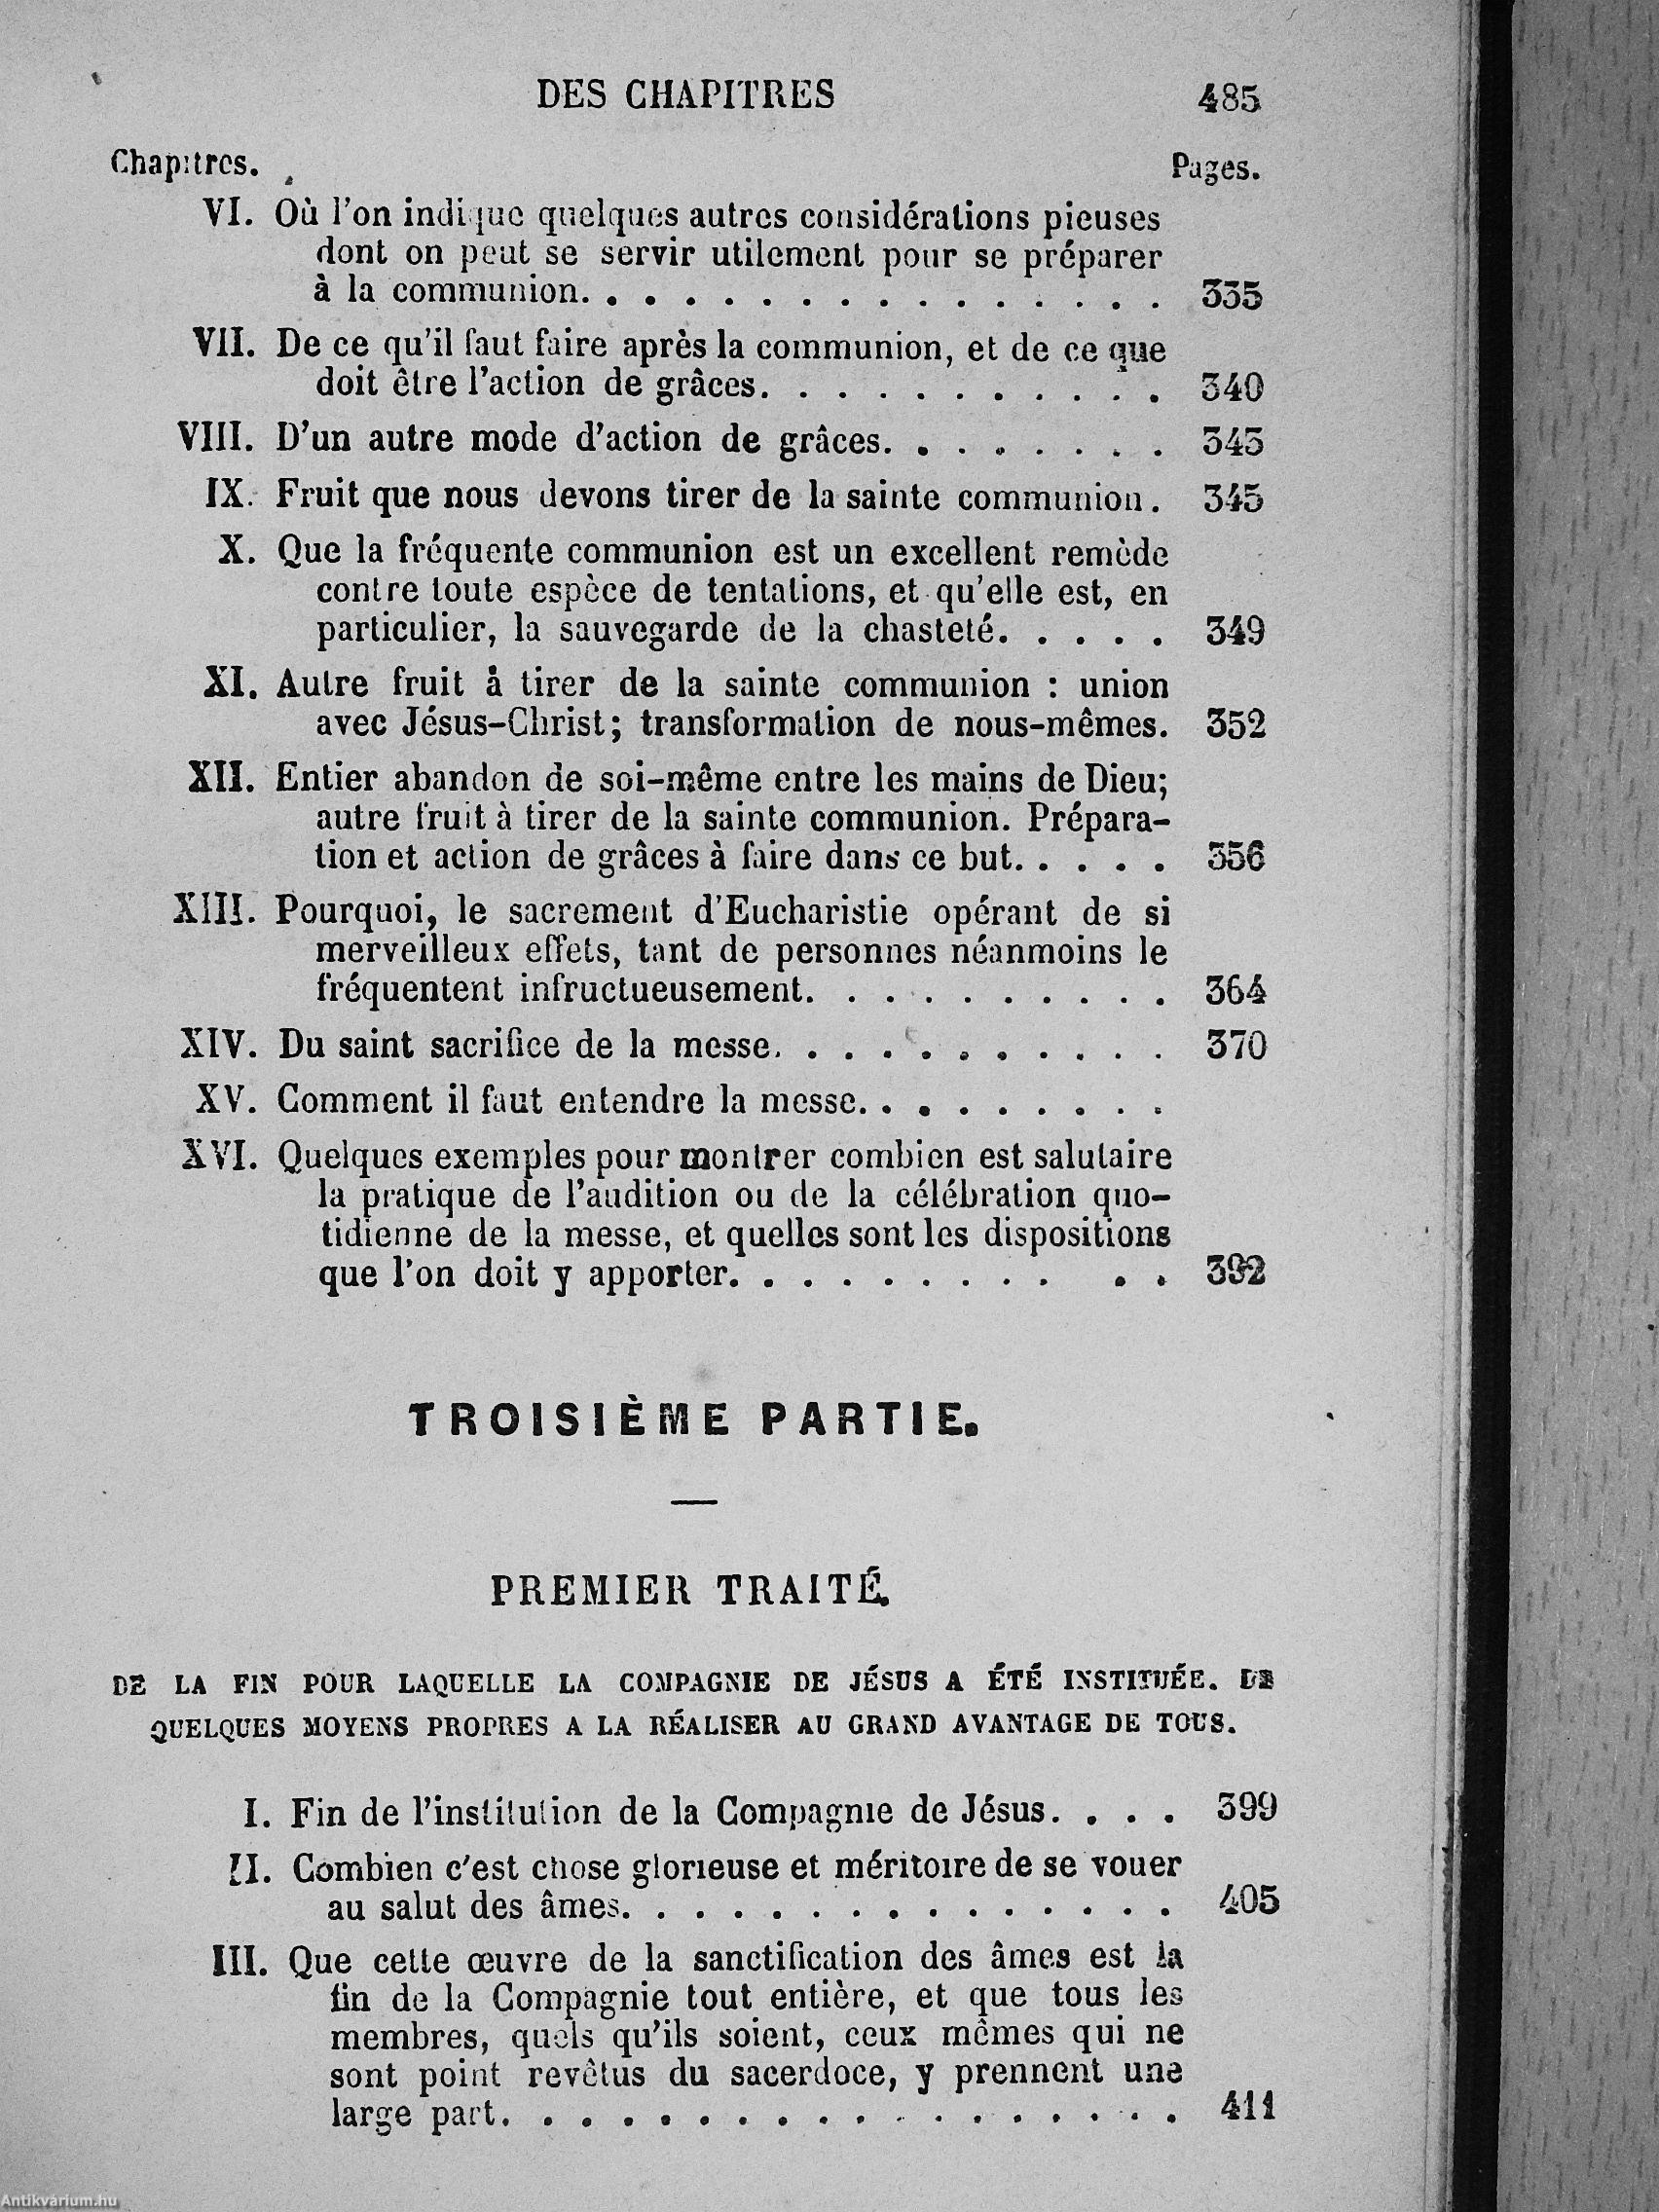 DES CHAPITRES 485
Chapitres. Pages.
VI. Où l'on indique quelques autres considérations pieuses
dont on peut se servir utilement pour se préparer
à la communion. . . . . . . . . . . . . . . . 335
VII. De ce qu'il faut faire après la communion, et de ce que
doit être l'action de grâces. . . . . . . . . . . 340
VIII. D'un autre mode d'action de grâces. . . . . . . . 343
IX. Fruit que nous devons tirer de la sainte communion. 345
X. Que la fréquente communion est un excellent remède
contre toute espèce de tentations, et qu'elle est, en
particulier, la sauvegarde de la chasteté. . . . . 349
XI. Autre fruit à tirer de la sainte communion : union
avec Jésus-Christ; transformation de nous-mêmes. 352
XII. Entier abandon de soi-même entre les mains de Dieu;
autre fruit à tirer de la sainte communion. Prépara-
tion et action de grâces à faire dans ce but. . . . . 356
XIII. Pourquoi, le sacrement d'Eucharistie opérant de si
merveilleux effets, tant de personnes néanmoins le
fréquentent infructueusement. . . . . . . . . . 364
XIV. Du saint sacrifice de la messe. . . . . . . . . . . 370
XV. Comment il faut entendre la messe. . . . . . . . .
XVI. Quelques exemples pour montrer combien est salutaire
la pratique de l'audition ou de la célébration quo-
tidienne de la messe, et quelles sont les dispositions
que l'on doit y apporter. . . . . . . . . . . 392
TROISIÈME PARTIE.
PREMIER TRAITÉ.
DE LA FIN POUR LAQUELLE LA COMPAGNIE DE JÉSUS A ÉTÉ INSTITUÉE. DE
QUELQUES MOYENS PROPRES A LA RÉALISER AU GRAND AVANTAGE DE TOUS.
I. Fin de l'institution de la Compagnie de Jésus. . . . 399
II. Combien c'est chose glorieuse et méritoire de se vouer
au salut des âmes. . . . . . . . . . . . . . . 405
III. Que cette œuvre de la sanctification des âmes est la
fin de la Compagnie tout entière, et que tous les
membres, quels qu'ils soient, ceux mêmes qui ne
sont point revêtus du sacerdoce, y prennent une
large part. . . . . . . . . . . . . . . . . . 411
Antikvárium.hu